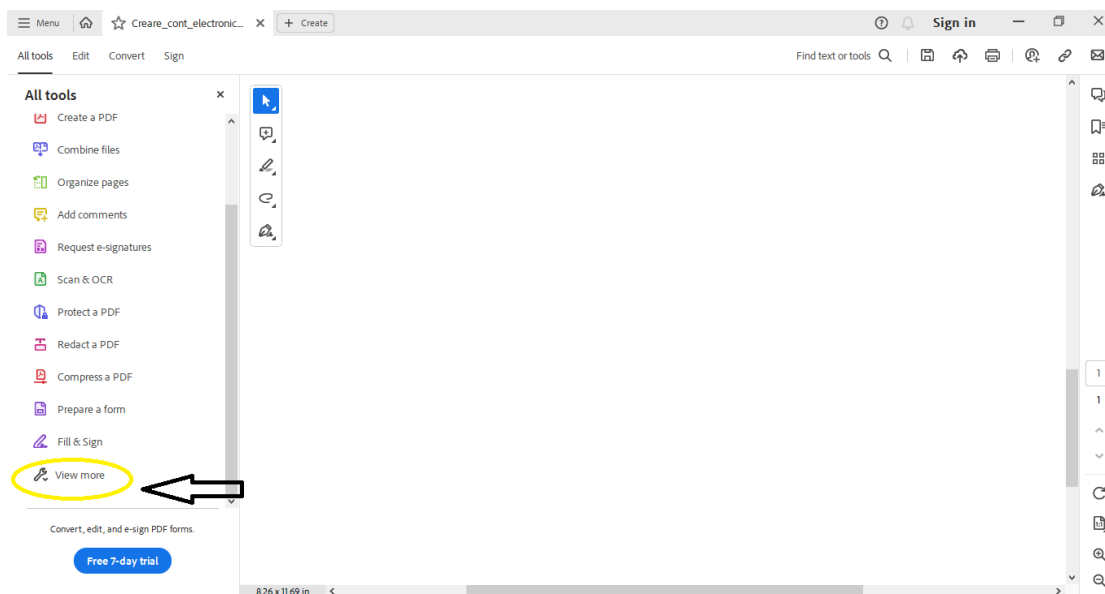 Menu
Creare_cont_electronic...
+ Create
Sign in
All tools Edit Convert Sign
Find text or tools
All tools
Create a PDF
Combine files
Organize pages
Add comments
Request e-signatures
Scan & OCR
Protect a PDF
Redact a PDF
Compress a PDF
Prepare a form
Fill & Sign
View more
Convert, edit, and e-sign PDF forms.
Free 7-day trial
8.26 x 11.69 in
1
1